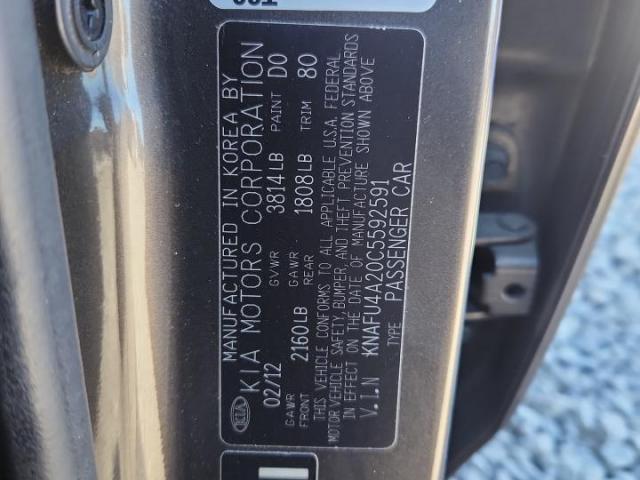 MANUFACTURED IN KOREA BY
KIA MOTORS CORPORATION
02/12 GVWR 3814LB PAINT D0
GAWR FRONT 2160LB GAWR REAR 1808LB TRIM 80
THIS VEHICLE CONFORMS TO ALL APPLICABLE U.S.A. FEDERAL
MOTOR VEHICLE SAFETY, BUMPER, AND THEFT PREVENTION STANDARDS
IN EFFECT ON THE DATE OF MANUFACTURE SHOWN ABOVE
V.I.N KNAFU4A20C5592591
TYPE PASSENGER CAR
KIA